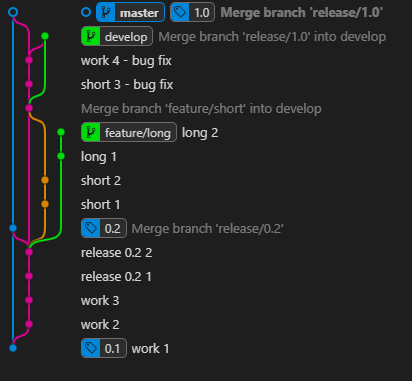 master 1.0 Merge branch 'release/1.0'
develop Merge branch 'release/1.0' into develop
work 4 - bug fix
short 3 - bug fix
Merge branch 'feature/short' into develop
feature/long long 2
long 1
short 2
short 1
0.2 Merge branch 'release/0.2'
release 0.2 2
release 0.2 1
work 3
work 2
0.1 work 1